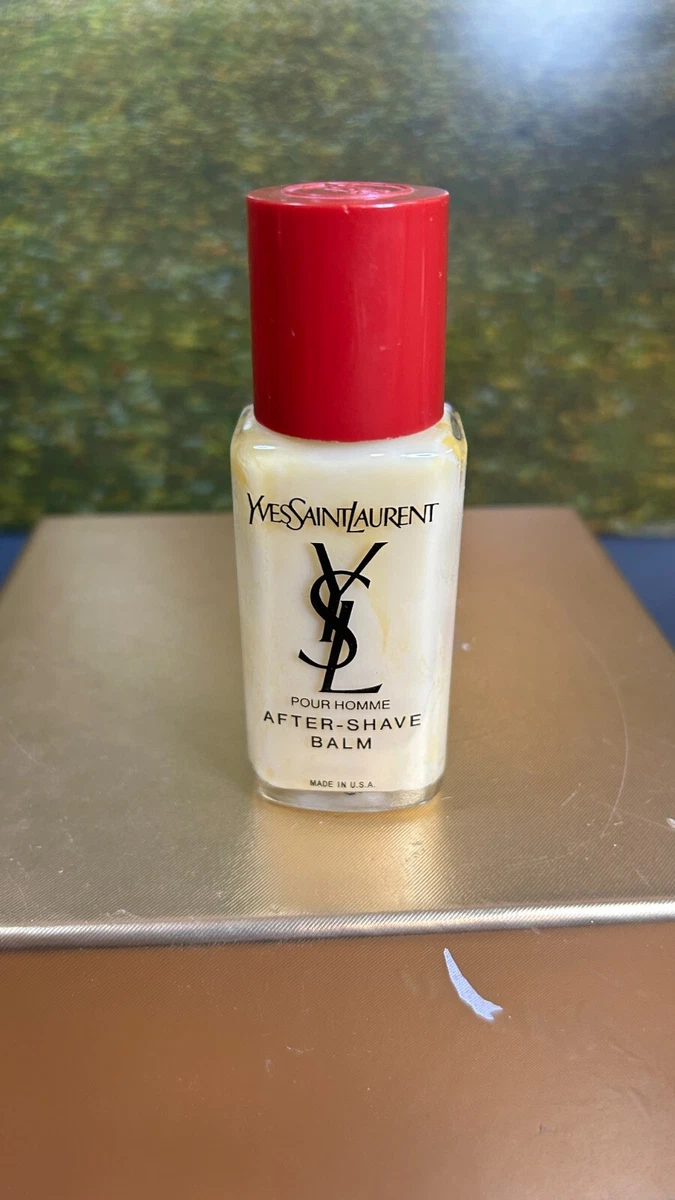 YVESSAINTLAURENT
YSL
POUR HOMME
AFTER-SHAVE
BALM
MADE IN U.S.A.